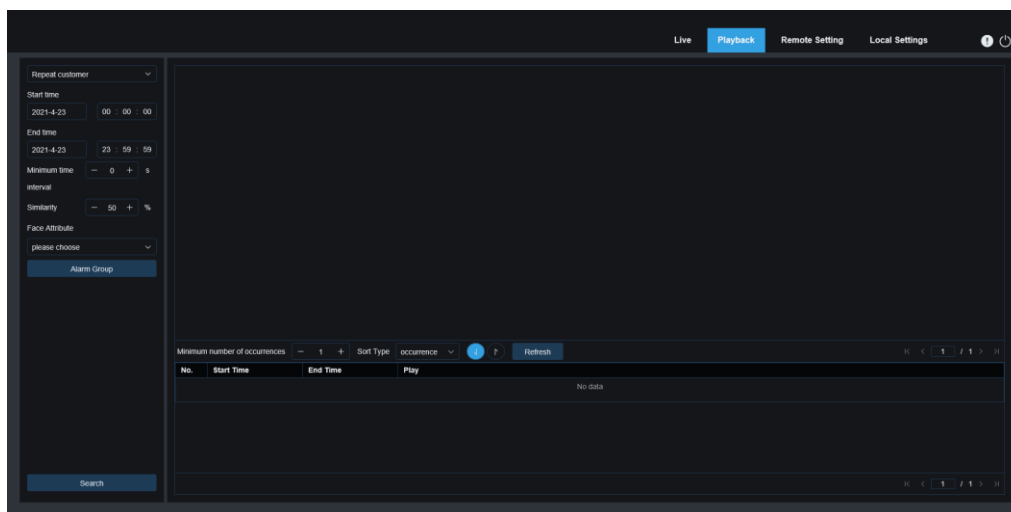 Live Playback Remote Setting Local Settings
Repeat customer
Start time
2021-4-23 00 : 00 : 00
End time
2021-4-23 23 : 59 : 59
Minimum time interval − 0 + s
Similarity − 50 + %
Face Attribute
please choose
Alarm Group
Search
Minimum number of occurrences − 1 + Sort Type occurrence Refresh 1 / 1
No. Start Time End Time Play
No data
1 / 1